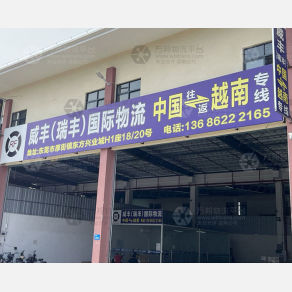 威丰(瑞丰)国际物流
中国往返越南专线
地址:东莞市厚街镇东方兴业城H1座18/20号
电话:136 8622 2165
威丰(瑞丰)国际物流